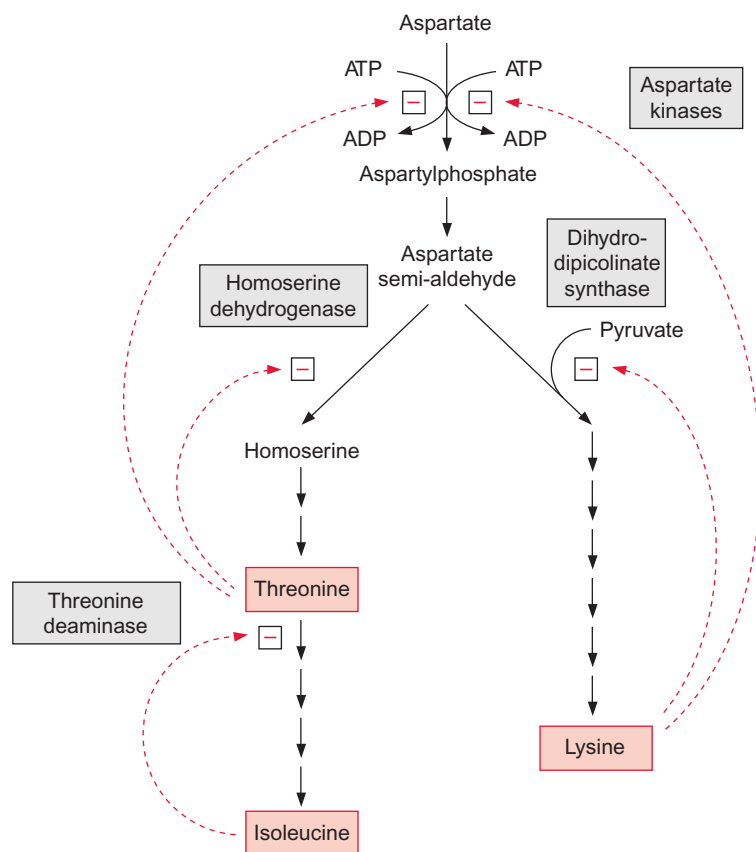 Aspartate
ATP
ATP
Aspartate
kinases
−
−
ADP
ADP
Aspartylphosphate
Aspartate
semi-aldehyde
Dihydro-
dipicolinate
synthase
Homoserine
dehydrogenase
Pyruvate
−
−
Homoserine
Threonine
Threonine
deaminase
−
Lysine
Isoleucine